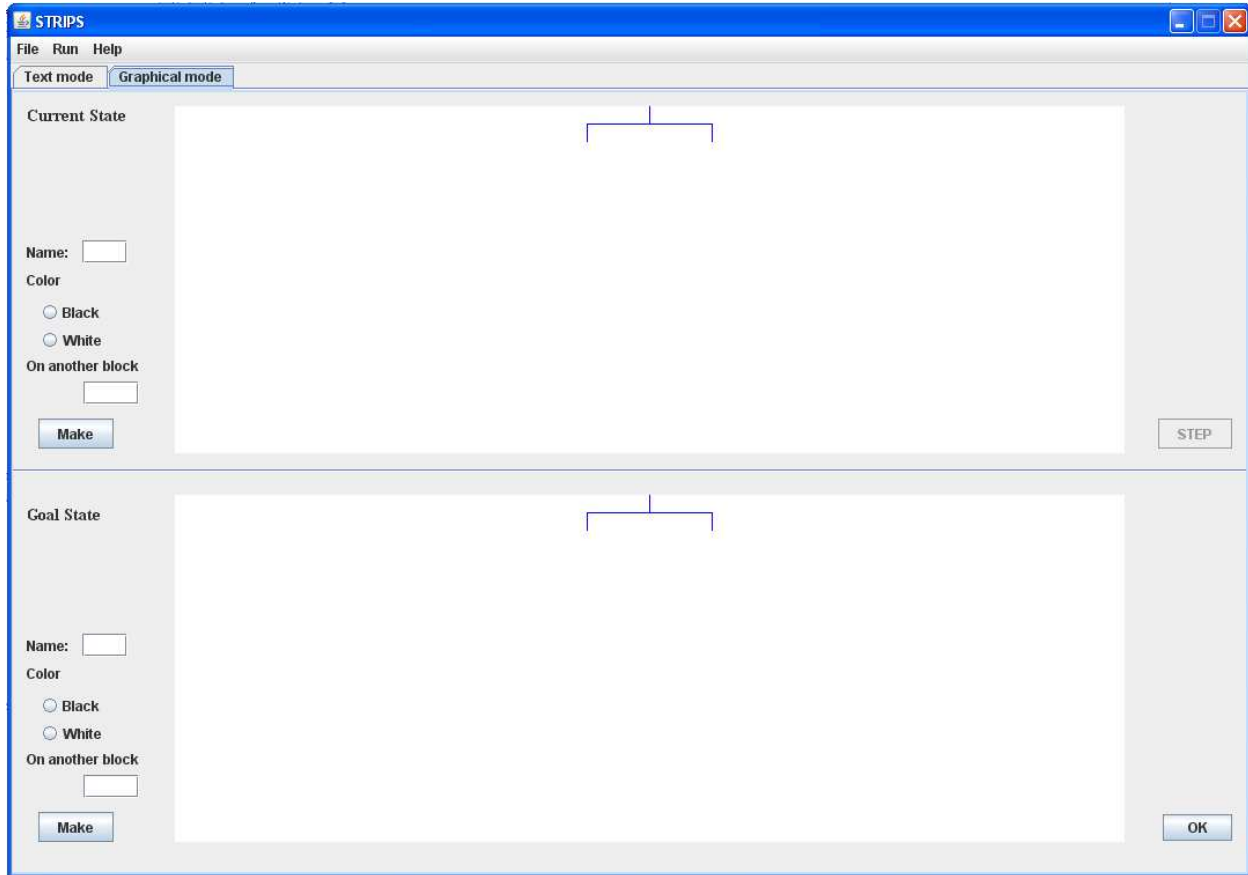 STRIPS
File Run Help
Text mode Graphical mode
Current State
Name:
Color
Black
White
On another block
Make
STEP
Goal State
Name:
Color
Black
White
On another block
Make
OK